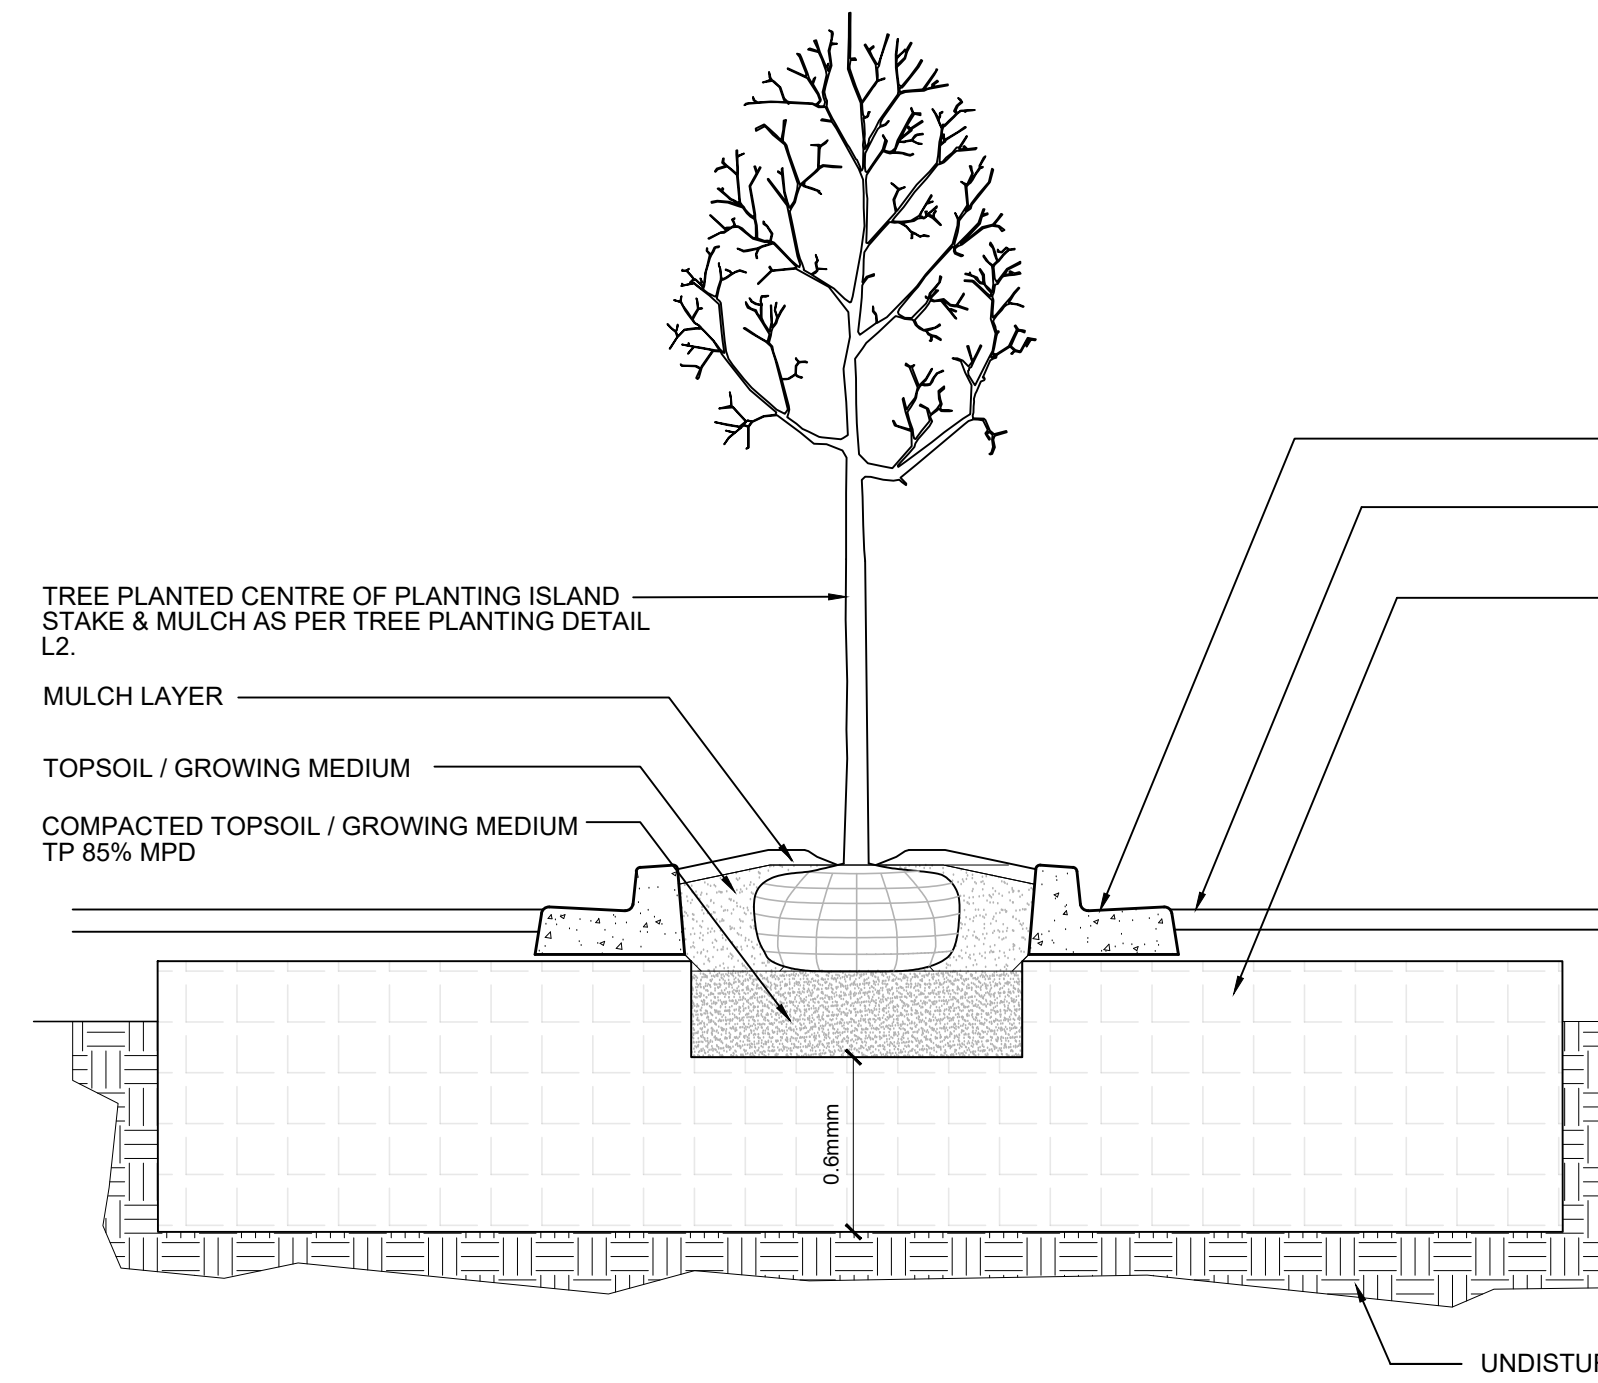 TREE PLANTED CENTRE OF PLANTING ISLAND
STAKE & MULCH AS PER TREE PLANTING DETAIL
L2.
MULCH LAYER
TOPSOIL / GROWING MEDIUM
COMPACTED TOPSOIL / GROWING MEDIUM
TP 85% MPD
0.6mmm